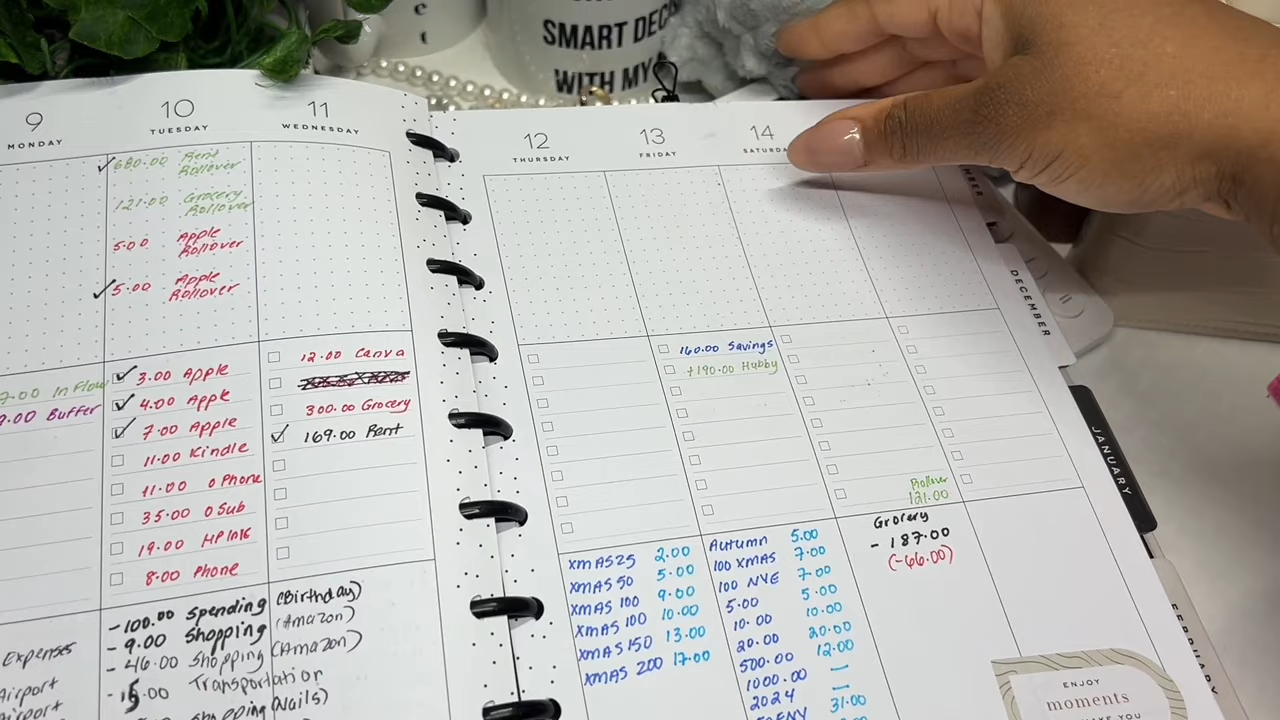 SMART DEC
WITH MY
9
MONDAY
10
TUESDAY
11
WEDNESDAY
680.00 Rent
Rollover
121.00 Grocery
Rollover
5.00 Apple
Rollover
5.00 Apple
Rollover
In Flow
Buffer
3.00 Apple
4.00 Apple
7.00 Apple
11.00 Kindle
11.00 o Phone
35.00 o Sub
19.00 HP Ink
8.00 Phone
12.00 Canva
300.00 Grocery
169.00 Rent
Expenses
Airport
Airport
-100.00 Spending (Birthday)
-9.00 Shopping (Amazon)
-46.00 Shopping (Amazon)
-15.00 Transportation
Shopping (Nails)
12
THURSDAY
13
FRIDAY
14
SATURDA
160.00 Savings
+190.00 Hubby
Rollover
121.00
XMAS 25 2.00
XMAS 50 5.00
XMAS 100 9.00
XMAS 100 10.00
XMAS 150 13.00
XMAS 200 17.00
Autumn 5.00
100 XMAS 7.00
100 NYE 7.00
5.00 5.00
10.00 10.00
20.00 20.00
500.00 12.00
1000.00 —
2024 —
31.00
Grocery
- 187.00
(-66.00)
MBER
DECEMBER
JANUARY
FEBRUARY
ENJOY
moments